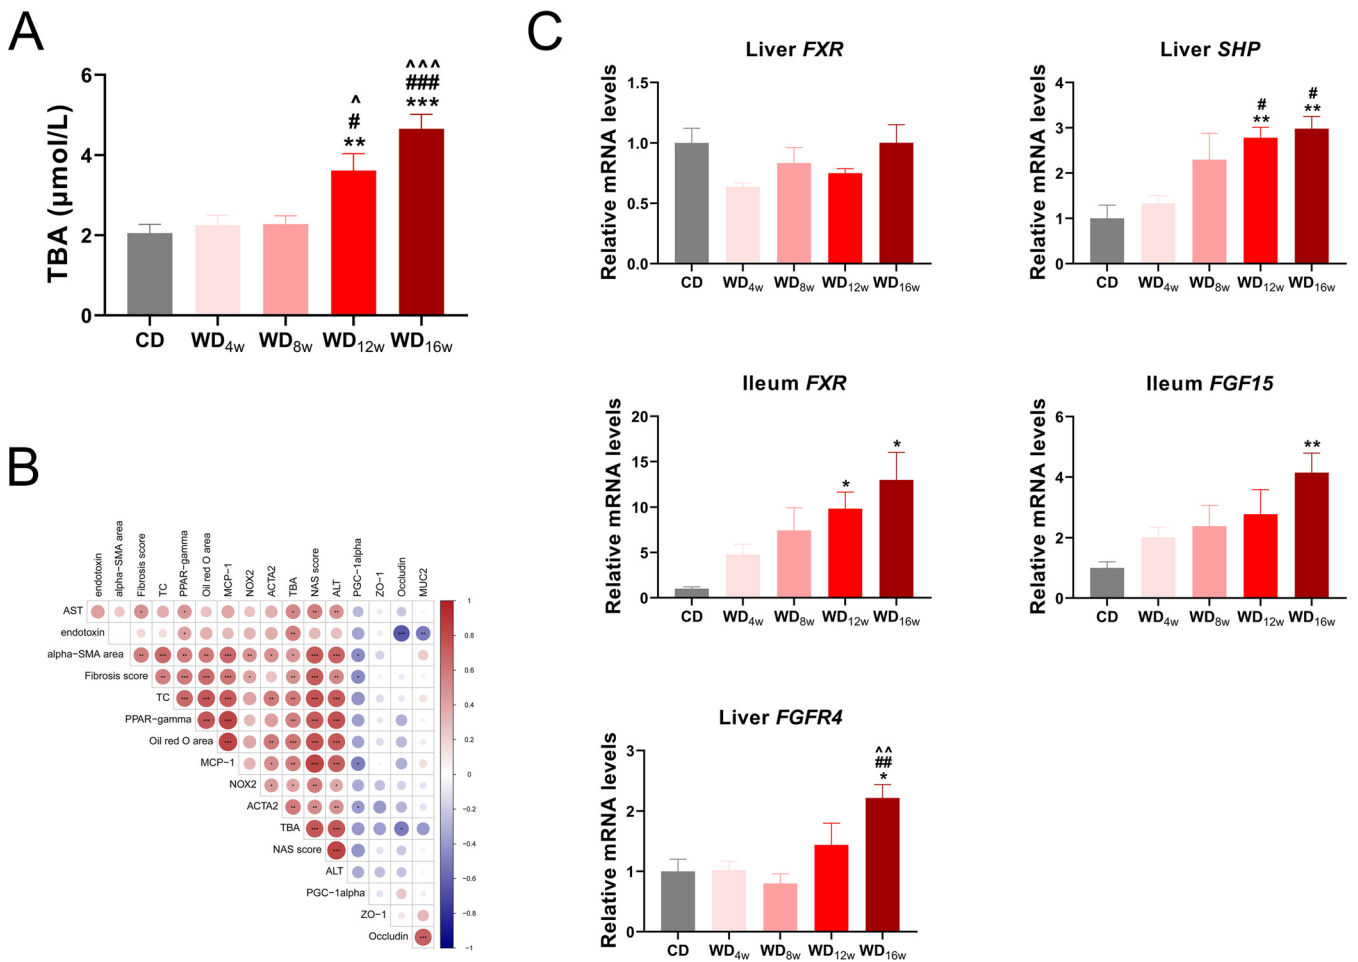 A
TBA (µmol/L)
6
4
2
0
^
#
**
^^^
###
***
CD
WD4w
WD8w
WD12w
WD16w
B
endotoxin
alpha−SMA area
Fibrosis score
TC
PPAR−gamma
Oil red O area
MCP−1
NOX2
ACTA2
TBA
NAS score
ALT
PGC−1alpha
ZO−1
Occludin
MUC2
AST
endotoxin
alpha−SMA area
Fibrosis score
TC
PPAR−gamma
Oil red O area
MCP−1
NOX2
ACTA2
TBA
NAS score
ALT
PGC−1alpha
ZO−1
Occludin
1
0.8
0.6
0.4
0.2
0
−0.2
−0.4
−0.6
−0.8
−1
C
Liver FXR
Relative mRNA levels
1.5
1.0
0.5
0.0
CD
WD4w
WD8w
WD12w
WD16w
Liver SHP
Relative mRNA levels
4
3
2
1
0
#
**
#
**
CD
WD4w
WD8w
WD12w
WD16w
Ileum FXR
Relative mRNA levels
20
15
10
5
0
*
*
CD
WD4w
WD8w
WD12w
WD16w
Ileum FGF15
Relative mRNA levels
6
4
2
0
**
CD
WD4w
WD8w
WD12w
WD16w
Liver FGFR4
Relative mRNA levels
3
2
1
0
^^
##
*
CD
WD4w
WD8w
WD12w
WD16w